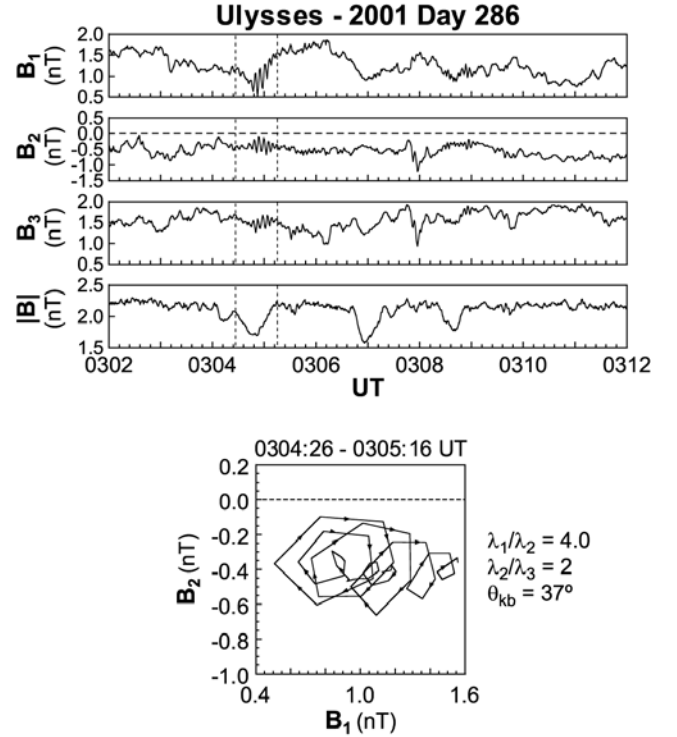 Ulysses - 2001 Day 286
B1 (nT)
2.0
1.5
1.0
0.5
B2 (nT)
0.5
0.0
-0.5
-1.0
-1.5
B3 (nT)
2.0
1.5
1.0
0.5
|B| (nT)
2.5
2.0
1.5
0302 0304 0306 0308 0310 0312
UT
0304:26 - 0305:16 UT
B2 (nT)
0.2
0.0
-0.2
-0.4
-0.6
-0.8
-1.0
0.4 1.0 1.6
B1 (nT)
λ1/λ2 = 4.0
λ2/λ3 = 2
θkb = 37º